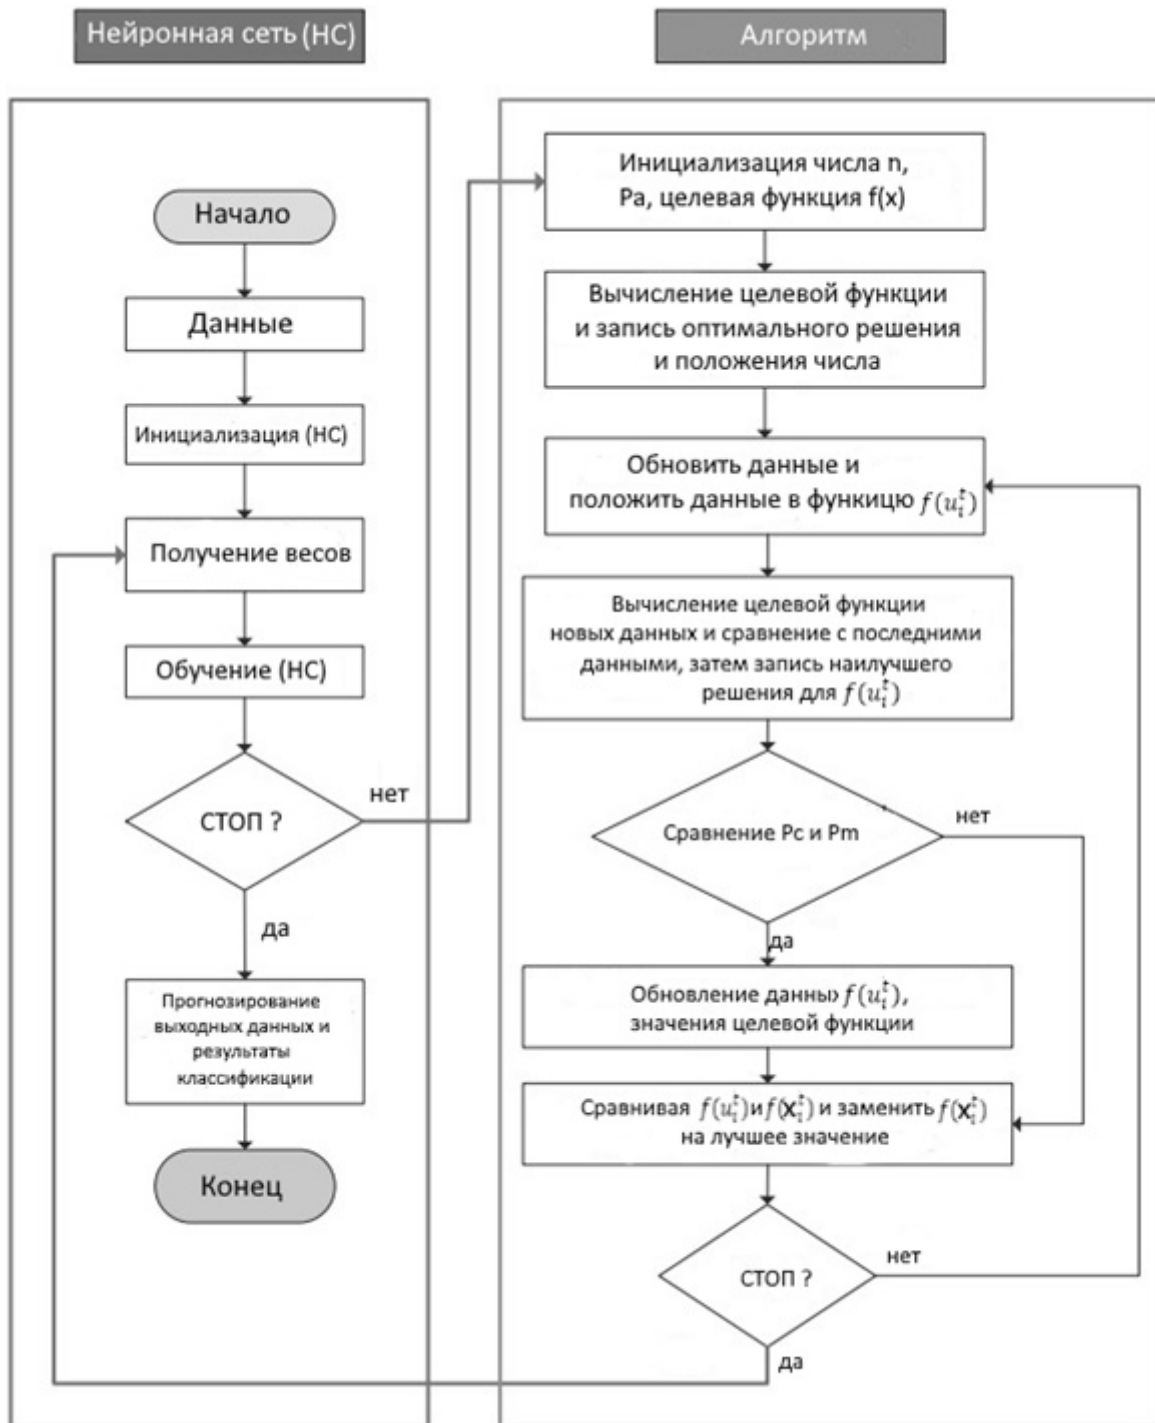 Нейронная сеть (НС)
Начало
Данные
Инициализация (НС)
Получение весов
Обучение (НС)
СТОП ?
нет
да
Прогнозирование
выходных данных и
результаты
классификации
Конец
Алгоритм
Инициализация числа n,
Pa, целевая функция f(x)
Вычисление целевой функции
и запись оптимального решения
и положения числа
Обновить данные и
положить данные в функицю f(u_i^t)
Вычисление целевой функции
новых данных и сравнение с последними
данными, затем запись наилучшего
решения для f(u_i^t)
Сравнение Pc и Pm
нет
да
Обновление данных f(u_i^t),
значения целевой функции
Сравнивая f(u_i^t) и f(x_i^t) и заменить f(x_i^t)
на лучшее значение
СТОП ?
нет
да